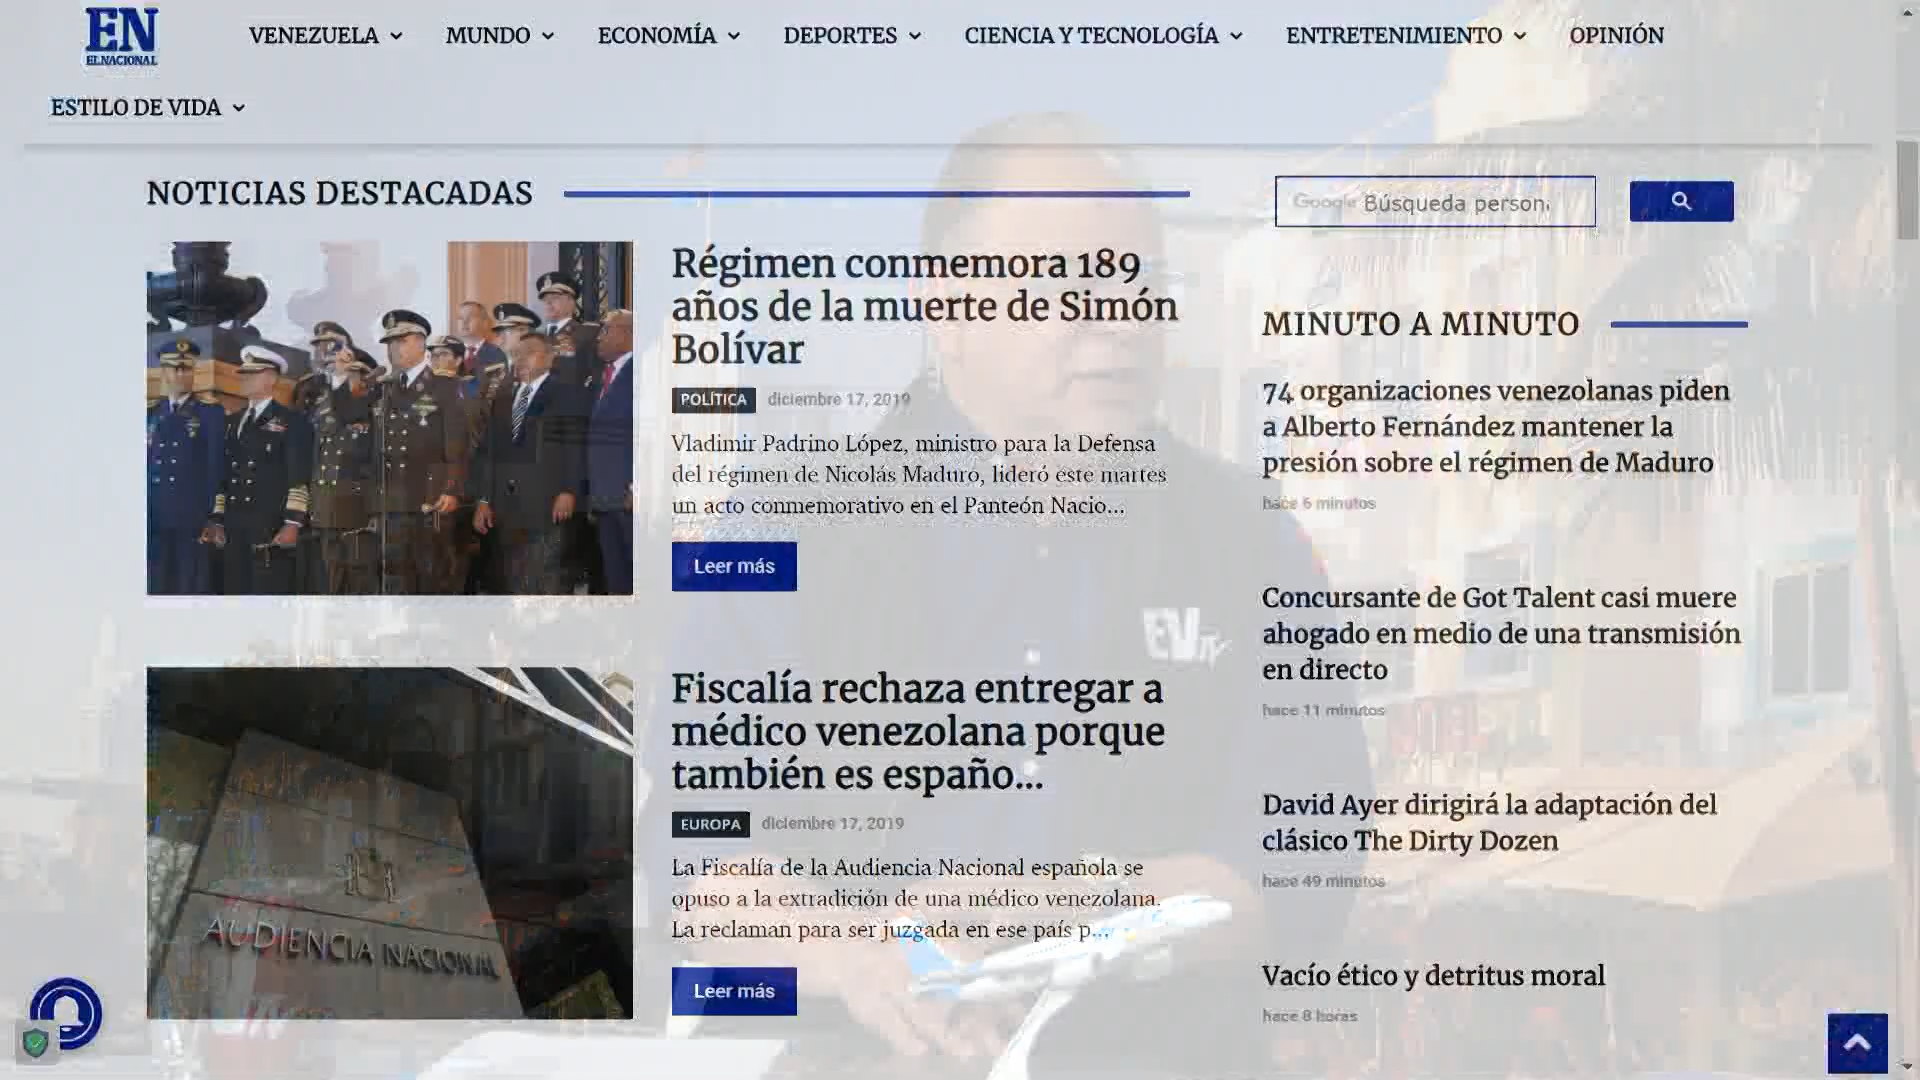 EN
EL NACIONAL
VENEZUELA
MUNDO
ECONOMÍA
DEPORTES
CIENCIA Y TECNOLOGÍA
ENTRETENIMIENTO
OPINIÓN
ESTILO DE VIDA
NOTICIAS DESTACADAS
Régimen conmemora 189
años de la muerte de Simón
Bolívar
POLÍTICA diciembre 17, 2019
Vladimir Padrino López, ministro para la Defensa
del régimen de Nicolás Maduro, lideró este martes
un acto conmemorativo en el Panteón Nacio...
Leer más
AUDIENCIA NACIONAL
Fiscalía rechaza entregar a
médico venezolana porque
también es españo...
EUROPA diciembre 17, 2019
La Fiscalía de la Audiencia Nacional española se
opuso a la extradición de una médico venezolana.
La reclaman para ser juzgada en ese país p...
Leer más
Google Búsqueda person
MINUTO A MINUTO
74 organizaciones venezolanas piden
a Alberto Fernández mantener la
presión sobre el régimen de Maduro
hace 6 minutos
Concursante de Got Talent casi muere
ahogado en medio de una transmisión
en directo
hace 11 minutos
David Ayer dirigirá la adaptación del
clásico The Dirty Dozen
hace 49 minutos
Vacío ético y detritus moral
hace 8 horas
EVTV